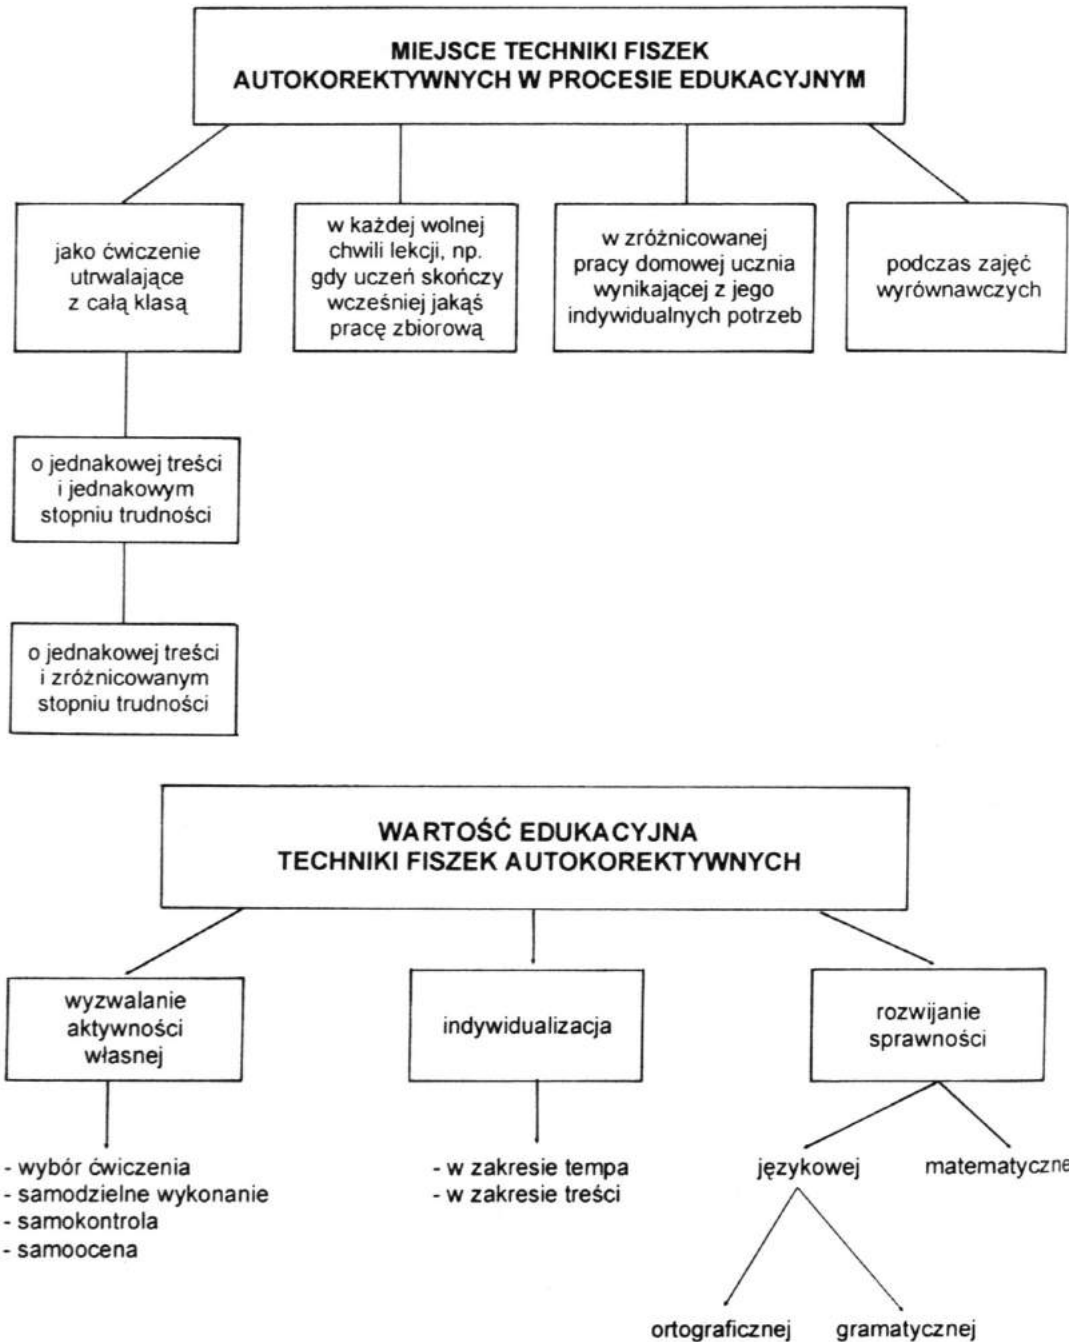 MIEJSCE TECHNIKI FISZEK
AUTOKOREKTYWNYCH W PROCESIE EDUKACYJNYM
jako ćwiczenie
utrwalające
z całą klasą
w każdej wolnej
chwili lekcji, np.
gdy uczeń skończy
wcześniej jakąś
pracę zbiorową
w zróżnicowanej
pracy domowej ucznia
wynikającej z jego
indywidualnych potrzeb
podczas zajęć
wyrównawczych
o jednakowej treści
i jednakowym
stopniu trudności
o jednakowej treści
i zróżnicowanym
stopniu trudności
WARTOŚĆ EDUKACYJNA
TECHNIKI FISZEK AUTOKOREKTYWNYCH
wyzwalanie
aktywności
własnej
indywidualizacja
rozwijanie
sprawności
- wybór ćwiczenia
- samodzielne wykonanie
- samokontrola
- samoocena
- w zakresie tempa
- w zakresie treści
językowej
matematyczne
ortograficznej
gramatycznej